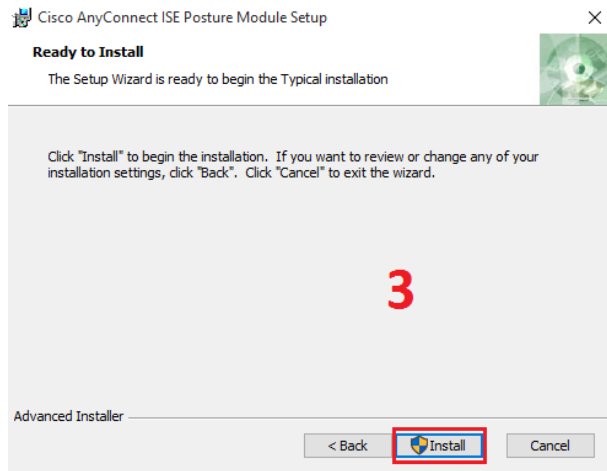 Cisco AnyConnect ISE Posture Module Setup
Ready to Install
The Setup Wizard is ready to begin the Typical installation
Click "Install" to begin the installation.  If you want to review or change any of your
installation settings, click "Back".  Click "Cancel" to exit the wizard.
3
Advanced Installer
< Back Install Cancel